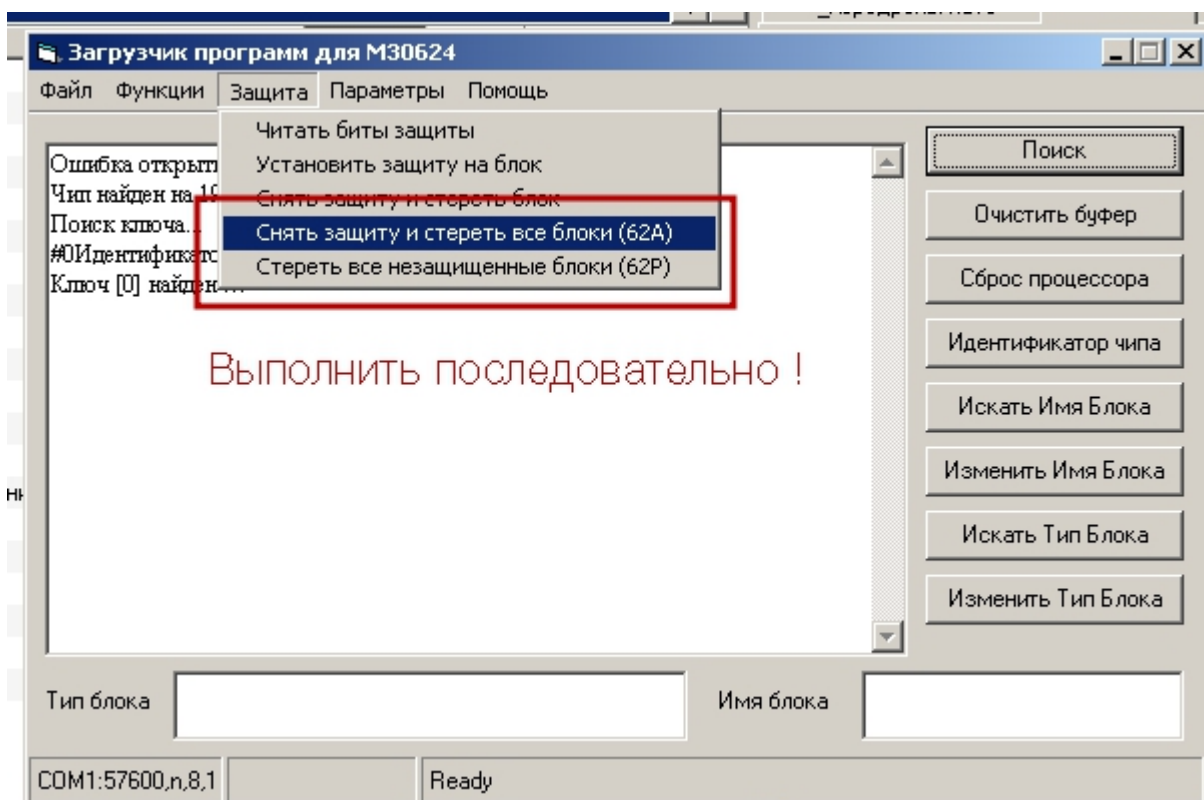 Загрузчик программ для M30624
Файл Функции Защита Параметры Помощь
Читать биты защиты
Установить защиту на блок
Снять защиту и стереть блок
Снять защиту и стереть все блоки (62A)
Стереть все незащищенные блоки (62P)
Ошибка
Чип найден на
Поиск ключа...
Ключ [0] найден
Выполнить последовательно !
Поиск
Очистить буфер
Сброс процессора
Идентификатор чипа
Искать Имя Блока
Изменить Имя Блока
Искать Тип Блока
Изменить Тип Блока
Тип блока
Имя блока
COM1:57600,n,8,1
Ready